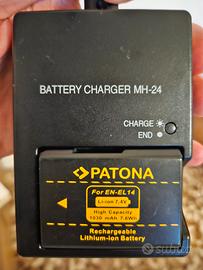 BATTERY CHARGER MH-24
CHARGE
END
PATONA
For EN-EL14
Li-ion 7.4V
High Capacity
1030 mAh 7.6Wh
Rechargeable
Lithium-ion Battery
subito